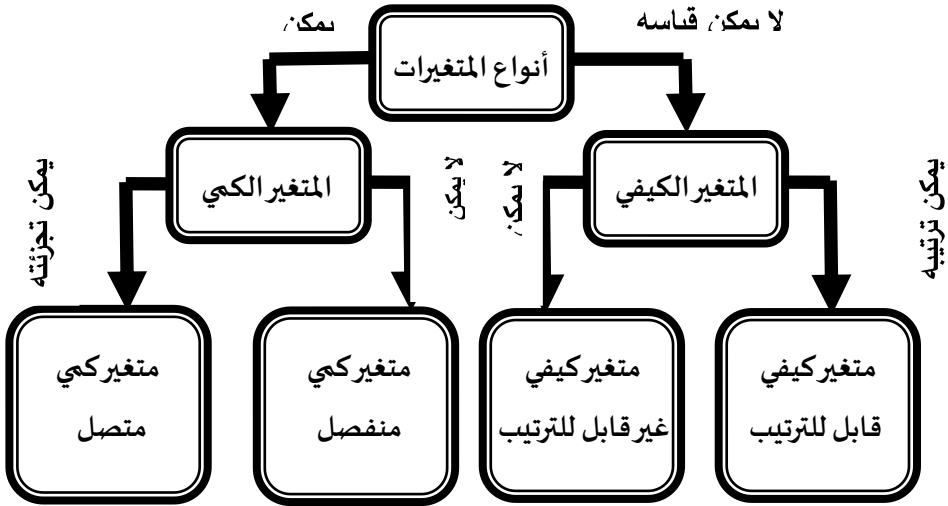 لا يمكن قياسه
يمكن
أنواع المتغيرات
المتغير الكيفي
المتغير الكمي
يمكن ترتيبه
لا يمكن
لا يمكن
يمكن تجزئته
متغير كيفي
قابل للترتيب
متغير كيفي
غير قابل للترتيب
متغير كمي
منفصل
متغير كمي
متصل